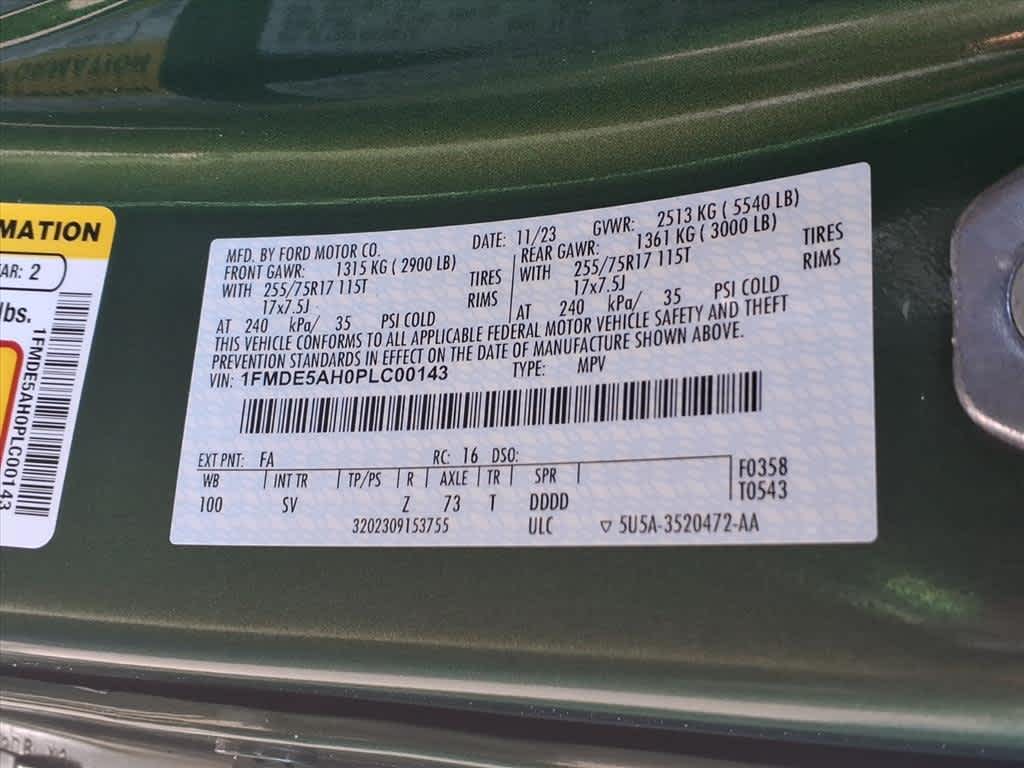 MATION
AR: 2
lbs.
1FMDE5AH0PLC00143
MFD. BY FORD MOTOR CO. DATE: 11/23 GVWR: 2513 KG ( 5540 LB)
FRONT GAWR: 1315 KG ( 2900 LB) REAR GAWR: 1361 KG ( 3000 LB)
WITH 255/75R17 115T TIRES WITH 255/75R17 115T TIRES
17x7.5J RIMS 17x7.5J RIMS
AT 240 kPa/ 35 PSI COLD AT 240 kPa/ 35 PSI COLD
THIS VEHICLE CONFORMS TO ALL APPLICABLE FEDERAL MOTOR VEHICLE SAFETY AND THEFT
PREVENTION STANDARDS IN EFFECT ON THE DATE OF MANUFACTURE SHOWN ABOVE.
VIN: 1FMDE5AH0PLC00143 TYPE: MPV
EXT PNT: FA RC: 16 DSO:
WB INT TR TP/PS R AXLE TR SPR F0358
100 SV Z 73 T DDDD T0543
3202309153755 ULC ▽ 5U5A-3520472-AA